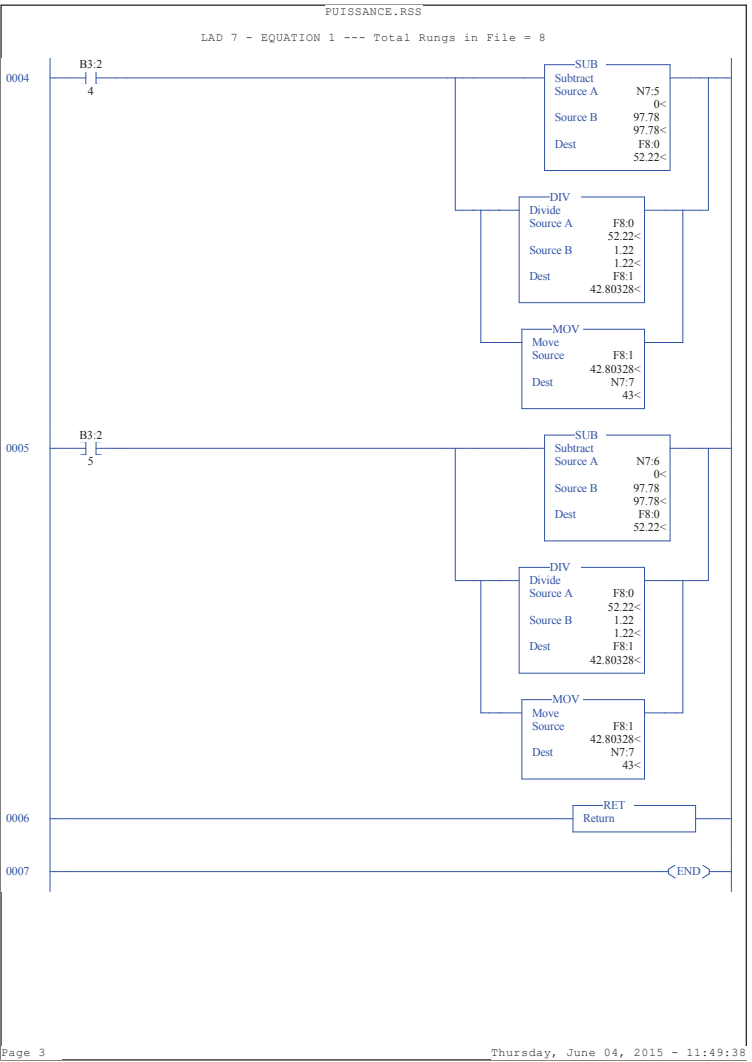 PUISSANCE.RSS
LAD 7 - EQUATION 1 --- Total Rungs in File = 8
0004
B3:2
4
SUB
Subtract
Source A N7:5
0<
Source B 97.78
97.78<
Dest F8:0
52.22<
DIV
Divide
Source A F8:0
52.22<
Source B 1.22
1.22<
Dest F8:1
42.80328<
MOV
Move
Source F8:1
42.80328<
Dest N7:7
43<
0005
B3:2
5
SUB
Subtract
Source A N7:6
0<
Source B 97.78
97.78<
Dest F8:0
52.22<
DIV
Divide
Source A F8:0
52.22<
Source B 1.22
1.22<
Dest F8:1
42.80328<
MOV
Move
Source F8:1
42.80328<
Dest N7:7
43<
0006
RET
Return
0007
END
Page 3 Thursday, June 04, 2015 - 11:49:38